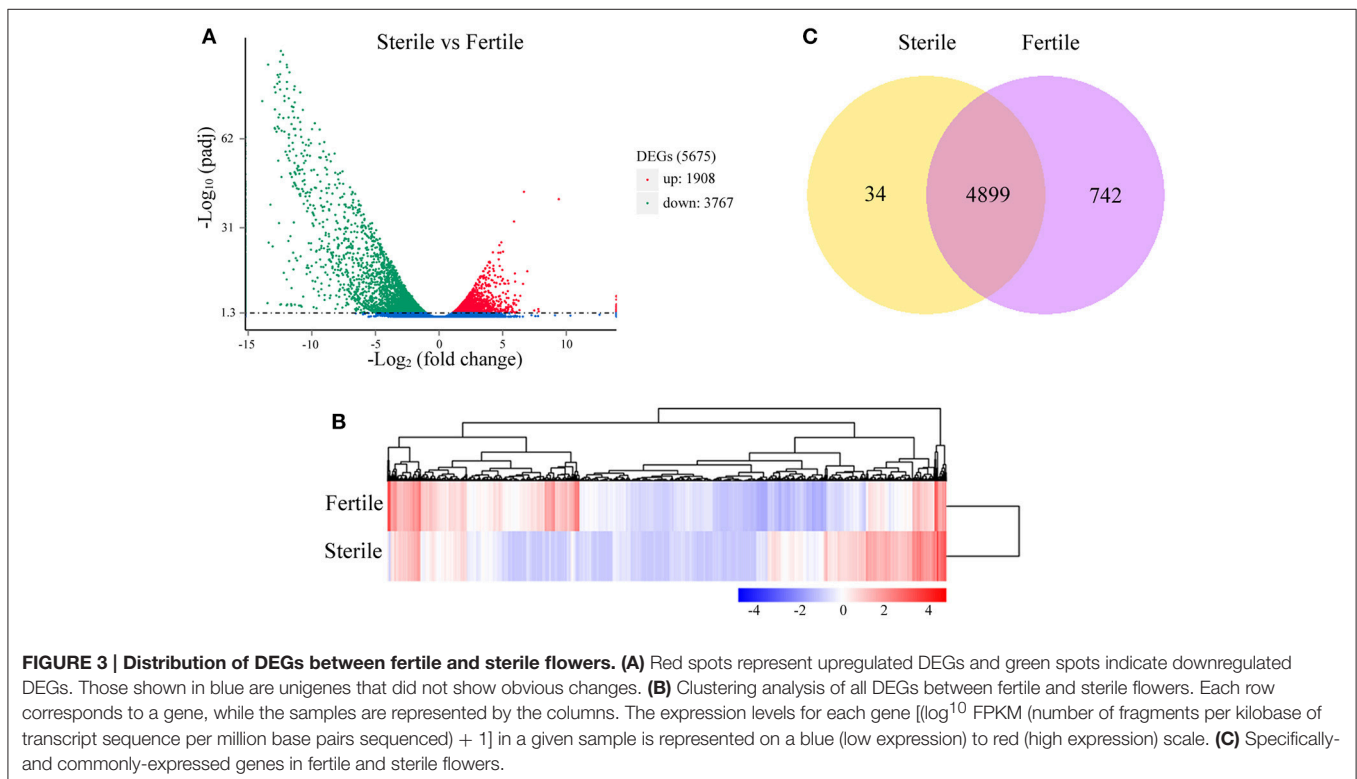 A
Sterile vs Fertile
-Log₁₀ (padj)
62
31
1.3
-15
-10
-5
0
5
10
-Log₂ (fold change)
DEGs (5675)
up: 1908
down: 3767
C
Sterile
Fertile
34
4899
742
B
Fertile
Sterile
-4
-2
0
2
4
FIGURE 3 | Distribution of DEGs between fertile and sterile flowers. (A) Red spots represent upregulated DEGs and green spots indicate downregulated
DEGs. Those shown in blue are unigenes that did not show obvious changes. (B) Clustering analysis of all DEGs between fertile and sterile flowers. Each row
corresponds to a gene, while the samples are represented by the columns. The expression levels for each gene [(log¹⁰ FPKM (number of fragments per kilobase of
transcript sequence per million base pairs sequenced) + 1] in a given sample is represented on a blue (low expression) to red (high expression) scale. (C) Specifically-
and commonly-expressed genes in fertile and sterile flowers.